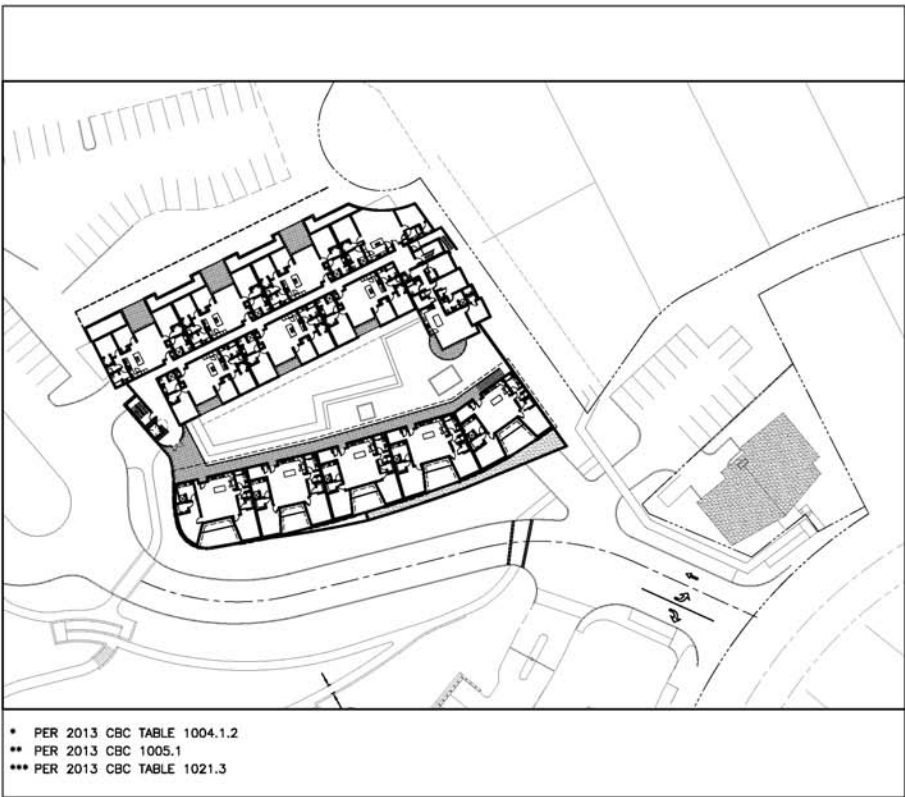 * PER 2013 CBC TABLE 1004.1.2
** PER 2013 CBC 1005.1
*** PER 2013 CBC TABLE 1021.3